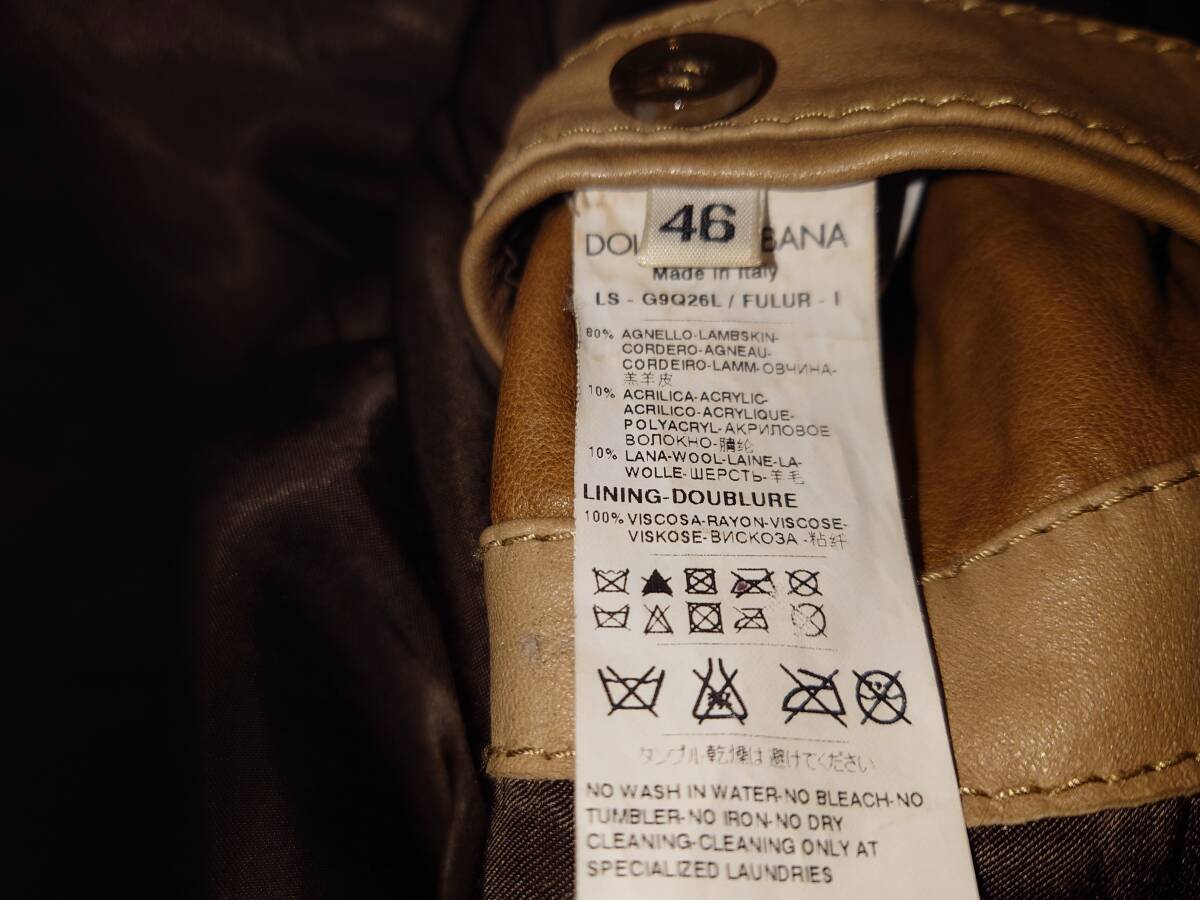 46
DOL BANA
Made in Italy
LS - G9Q26L / FULUR - I
80% AGNELLO-LAMBSKIN-
CORDERO-AGNEAU-
CORDEIRO-LAMM-ОВЧИНА-
羔羊皮
10% ACRILICA-ACRYLIC-
ACRILICO-ACRYLIQUE-
POLYACRYL-АКРИЛОВОЕ
ВОЛОКНО-腈纶
10% LANA-WOOL-LAINE-LA-
WOLLE-ШЕРСТЬ-羊毛
LINING-DOUBLURE
100% VISCOSA-RAYON-VISCOSE-
VISKOSE-ВИСКОЗА -粘纤
タンブル乾燥は避けてください
NO WASH IN WATER-NO BLEACH-NO
TUMBLER-NO IRON-NO DRY
CLEANING-CLEANING ONLY AT
SPECIALIZED LAUNDRIES